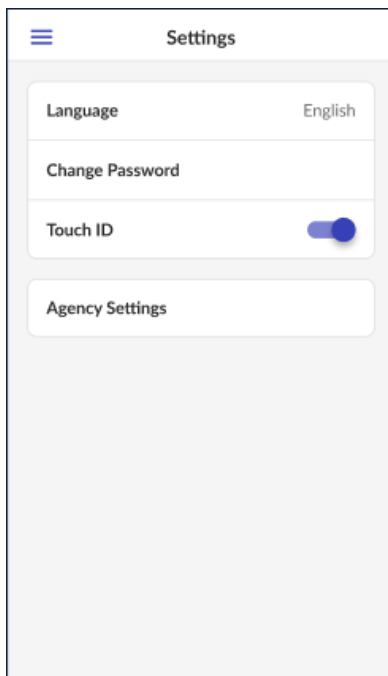 Settings
Language English
Change Password
Touch ID
Agency Settings